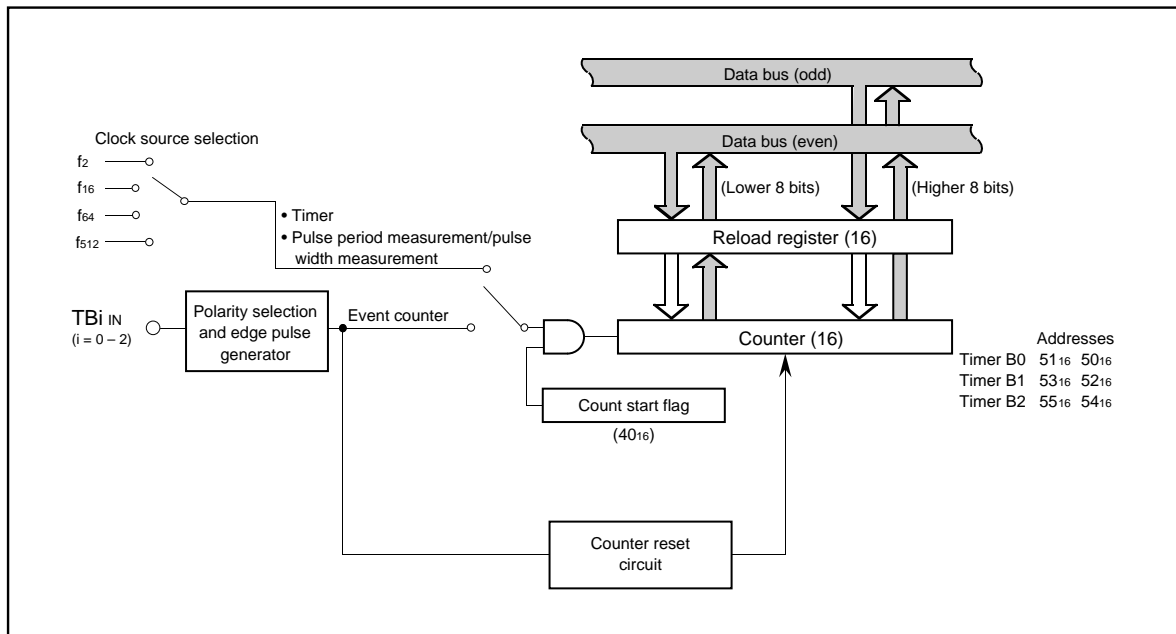 Data bus (odd)
Data bus (even)
Clock source selection
f2
f16
f64
f512
(Lower 8 bits)
(Higher 8 bits)
• Timer
• Pulse period measurement/pulse
width measurement
Reload register (16)
TBi IN
(i = 0 – 2)
Polarity selection
and edge pulse
generator
Event counter
Counter (16)
Addresses
Timer B0 5116 5016
Timer B1 5316 5216
Timer B2 5516 5416
Count start flag
(4016)
Counter reset
circuit